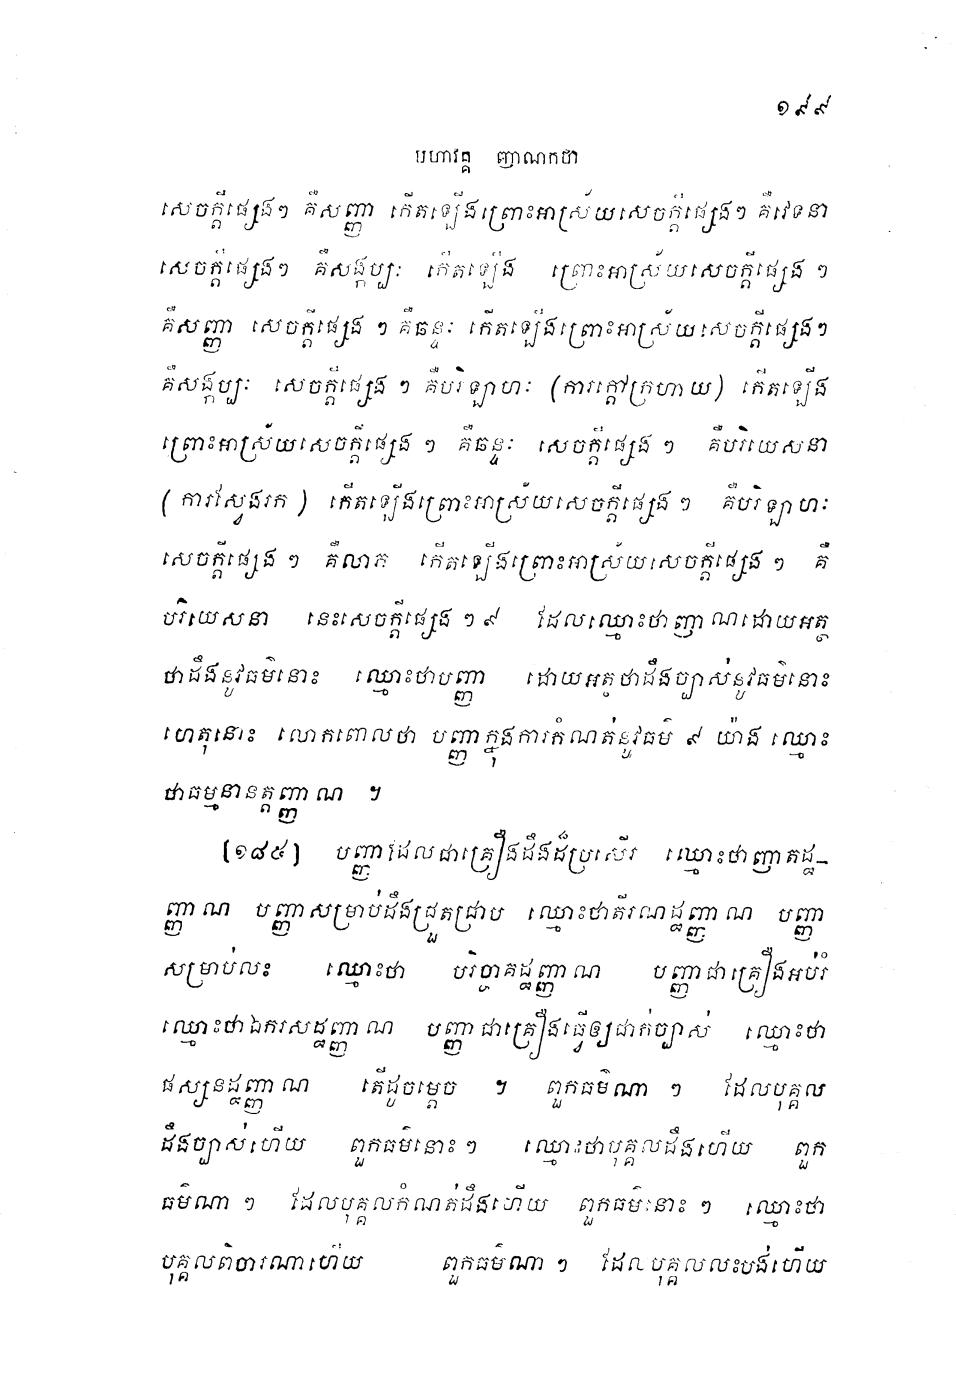 ១៩៩
មហាវគ្គ ញាណកថា
សេចក្តីផ្សេងៗ គឺសញ្ញា កើតឡើងព្រោះអាស្រ័យសេចក្តីផ្សេងៗ គឺវេទនា
សេចក្តីផ្សេងៗ គឺសង្កប្បៈ កើតឡើង ព្រោះអាស្រ័យសេចក្តីផ្សេង ៗ
គឺសញ្ញា សេចក្តីផ្សេង ៗ គឺឆន្ទៈ កើតឡើងព្រោះអាស្រ័យសេចក្តីផ្សេងៗ
គឺសង្កប្បៈ សេចក្តីផ្សេង ៗ គឺបរិឡាហៈ (ការក្តៅក្រហាយ) កើតឡើង
ព្រោះអាស្រ័យសេចក្តីផ្សេង ៗ គឺឆន្ទៈ សេចក្តីផ្សេង ៗ គឺបរិយេសនា
(ការស្វែងរក) កើតឡើងព្រោះអាស្រ័យសេចក្តីផ្សេង ៗ គឺបរិឡាហៈ
សេចក្តីផ្សេង ៗ គឺលាភ កើតឡើងព្រោះអាស្រ័យសេចក្តីផ្សេង ៗ គឺ
បរិយេសនា នេះសេចក្តីផ្សេង ៗ ៩ ដែលឈ្មោះថាញាណដោយអត្ថ
ថាដឹងនូវធម៌នោះ ឈ្មោះថាបញ្ញា ដោយអត្ថថាដឹងច្បាស់នូវធម៌នោះ
ហេតុនោះ លោកពោលថា បញ្ញាក្នុងការកំណត់នូវធម៌ ៩ យ៉ាង ឈ្មោះ
ថាធម្មនានត្តញ្ញាណ ។
[១៨៥] បញ្ញាដែលជាគ្រឿងដឹងដ៏ប្រសើរ ឈ្មោះថាញាតដ្ឋ-
ញ្ញាណ បញ្ញាសម្រាប់ដឹងជ្រួតជ្រាប ឈ្មោះថាតីរណដ្ឋញ្ញាណ បញ្ញា
សម្រាប់លះ ឈ្មោះថា បរិច្ចាគដ្ឋញ្ញាណ បញ្ញាជាគ្រឿងអប់រំ
ឈ្មោះថាឯករសដ្ឋញ្ញាណ បញ្ញាជាគ្រឿងធ្វើឲ្យជាក់ច្បាស់ ឈ្មោះថា
ផស្សនដ្ឋញ្ញាណ តើដូចម្តេច ។ ពួកធម៌ណា ៗ ដែលបុគ្គល
ដឹងច្បាស់ហើយ ពួកធម៌នោះ ៗ ឈ្មោះថាបុគ្គលដឹងហើយ ពួក
ធម៌ណា ៗ ដែលបុគ្គលកំណត់ដឹងហើយ ពួកធម៌នោះ ៗ ឈ្មោះថា
បុគ្គលពិចារណាហើយ ពួកធម៌ណា ៗ ដែលបុគ្គលលះបង់ហើយ